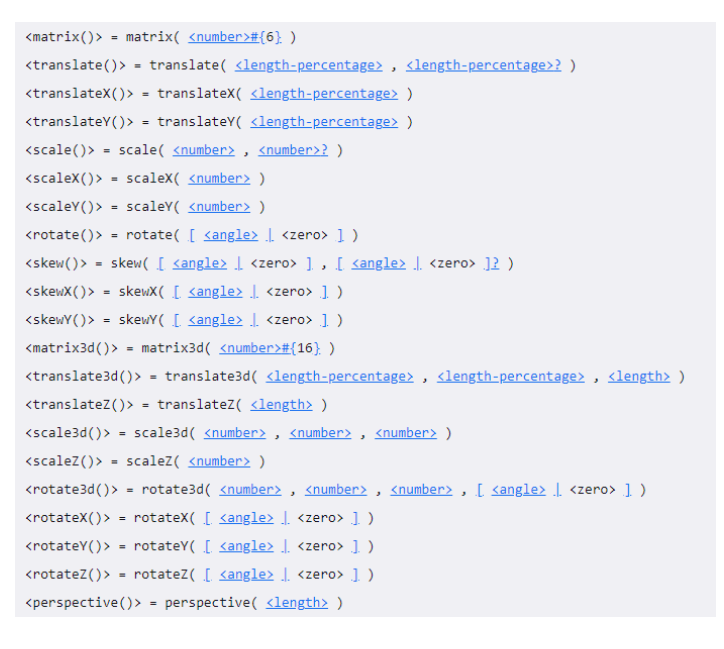 <matrix()> = matrix( <number>#{6} )
<translate()> = translate( <length-percentage> , <length-percentage>? )
<translateX()> = translateX( <length-percentage> )
<translateY()> = translateY( <length-percentage> )
<scale()> = scale( <number> , <number>? )
<scaleX()> = scaleX( <number> )
<scaleY()> = scaleY( <number> )
<rotate()> = rotate( [ <angle> | <zero> ] )
<skew()> = skew( [ <angle> | <zero> ] , [ <angle> | <zero> ]? )
<skewX()> = skewX( [ <angle> | <zero> ] )
<skewY()> = skewY( [ <angle> | <zero> ] )
<matrix3d()> = matrix3d( <number>#{16} )
<translate3d()> = translate3d( <length-percentage> , <length-percentage> , <length> )
<translateZ()> = translateZ( <length> )
<scale3d()> = scale3d( <number> , <number> , <number> )
<scaleZ()> = scaleZ( <number> )
<rotate3d()> = rotate3d( <number> , <number> , <number> , [ <angle> | <zero> ] )
<rotateX()> = rotateX( [ <angle> | <zero> ] )
<rotateY()> = rotateY( [ <angle> | <zero> ] )
<rotateZ()> = rotateZ( [ <angle> | <zero> ] )
<perspective()> = perspective( <length> )